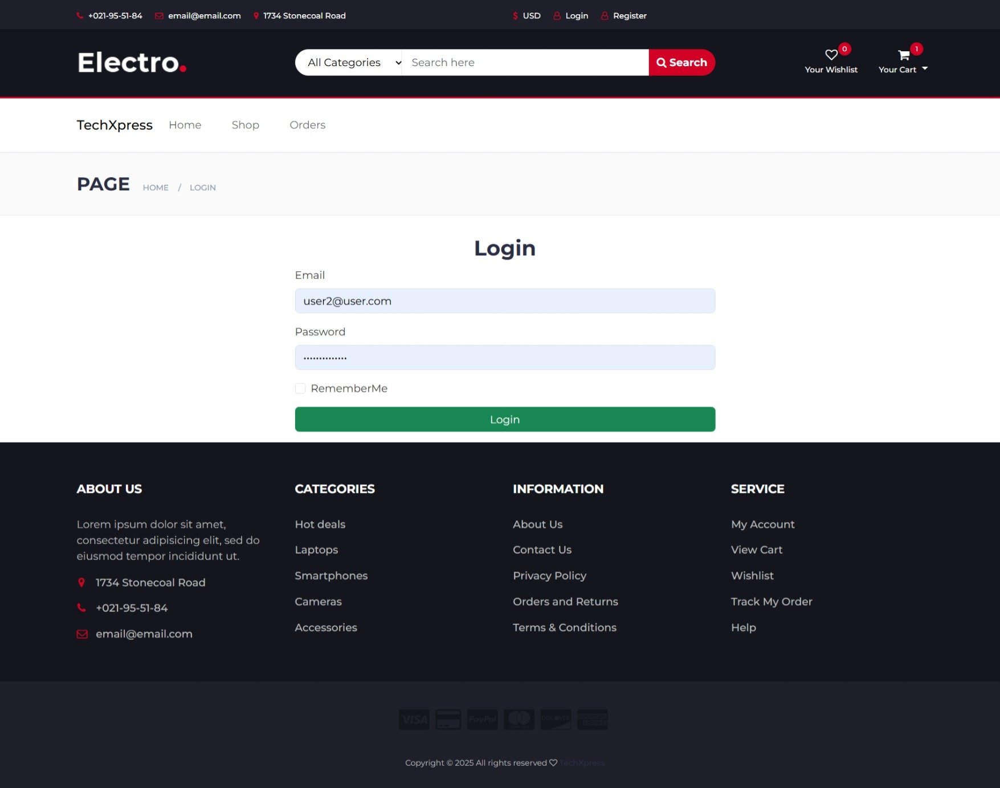 +021-95-51-84 email@email.com 1734 Stonecoal Road $ USD Login Register
Electro. All Categories Search here Search 0 Your Wishlist 1 Your Cart
TechXpress Home Shop Orders
PAGE HOME / LOGIN
Login
Email
user2@user.com
Password
••••••••••••••
RememberMe
Login
ABOUT US
Lorem ipsum dolor sit amet,
consectetur adipisicing elit, sed do
eiusmod tempor incididunt ut.
1734 Stonecoal Road
+021-95-51-84
email@email.com
CATEGORIES
Hot deals
Laptops
Smartphones
Cameras
Accessories
INFORMATION
About Us
Contact Us
Privacy Policy
Orders and Returns
Terms & Conditions
SERVICE
My Account
View Cart
Wishlist
Track My Order
Help
VISA PayPal DISCOVER
Copyright © 2025 All rights reserved TechXpress